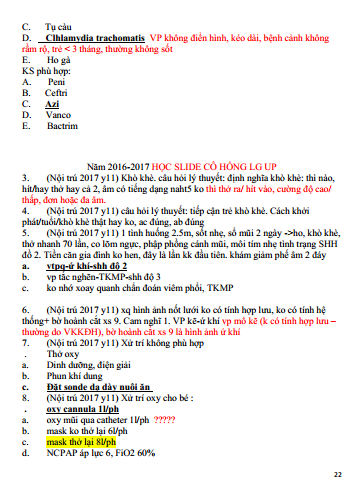 C. Tụ cầu
D. Clhlamydia trachomatis VP không điển hình, kéo dài, bệnh cảnh không
rầm rộ, trẻ < 3 tháng, thường không sốt
E. Ho gà
KS phù hợp:
A. Peni
B. Ceftri
C. Azi
D. Vanco
E. Bactrim
Năm 2016-2017 HỌC SLIDE CÔ HỒNG LG UP
3. (Nội trú 2017 y11) Khò khè. câu hỏi lý thuyết: định nghĩa khò khè: thì nào,
hít/hay thở hay cả 2, âm có tiếng dạng naht5 ko thì thở ra/ hít vào, cường độ cao/
thấp, đơn hoặc đa âm.
4. (Nội trú 2017 y11) câu hỏi lý thuyết: tiếp cận trẻ khò khè. Cách khởi
phát/tuổi/khò khè thật hay ko, ac đúng, ab đúng
5. (Nội trú 2017 y11) 1 tình huống 2.5m, sốt nhẹ, sổ mũi 2 ngày ->ho, khò khè,
thở nhanh 70 lần, co lõm ngực, phập phồng cánh mũi, môi tím nhẹ tình trạng SHH
độ 2. Tiền căn gia đình ko hen, đây là lần kk đầu tiên. khám giảm phế âm 2 đáy
a. vtpq-ứ khí-shh độ 2
b. vp tắc nghẽn-TKMP-shh độ 3
c. ko nhớ xoay quanh chẩn đoán viêm phổi, TKMP
6. (Nội trú 2017 y11) xq hình ảnh nốt lưới ko có tính hợp lưu, ko có tính hệ
thống+ bờ hoành cắt xs 9. Cam nghĩ 1. VP kẽ-ứ khí vp mô kẽ (k có tính hợp lưu –
thường do VKKĐH), bờ hoành cắt xs 9 là hình ảnh ứ khí
7. (Nội trú 2017 y11) Xử trí không phù hợp
. Thở oxy
a. Dinh dưỡng, điện giải
b. Phun khí dung
c. Đặt sonde dạ dày nuôi ăn
8. (Nội trú 2017 y11) Xử trí oxy cho bé :
. oxy cannula 1l/ph
a. oxy mũi qua catheter 1l/ph ?????
b. mask ko thở lại 6l/ph
c. mask thở lại 8l/ph
d. NCPAP áp lực 6, FiO2 60%
22